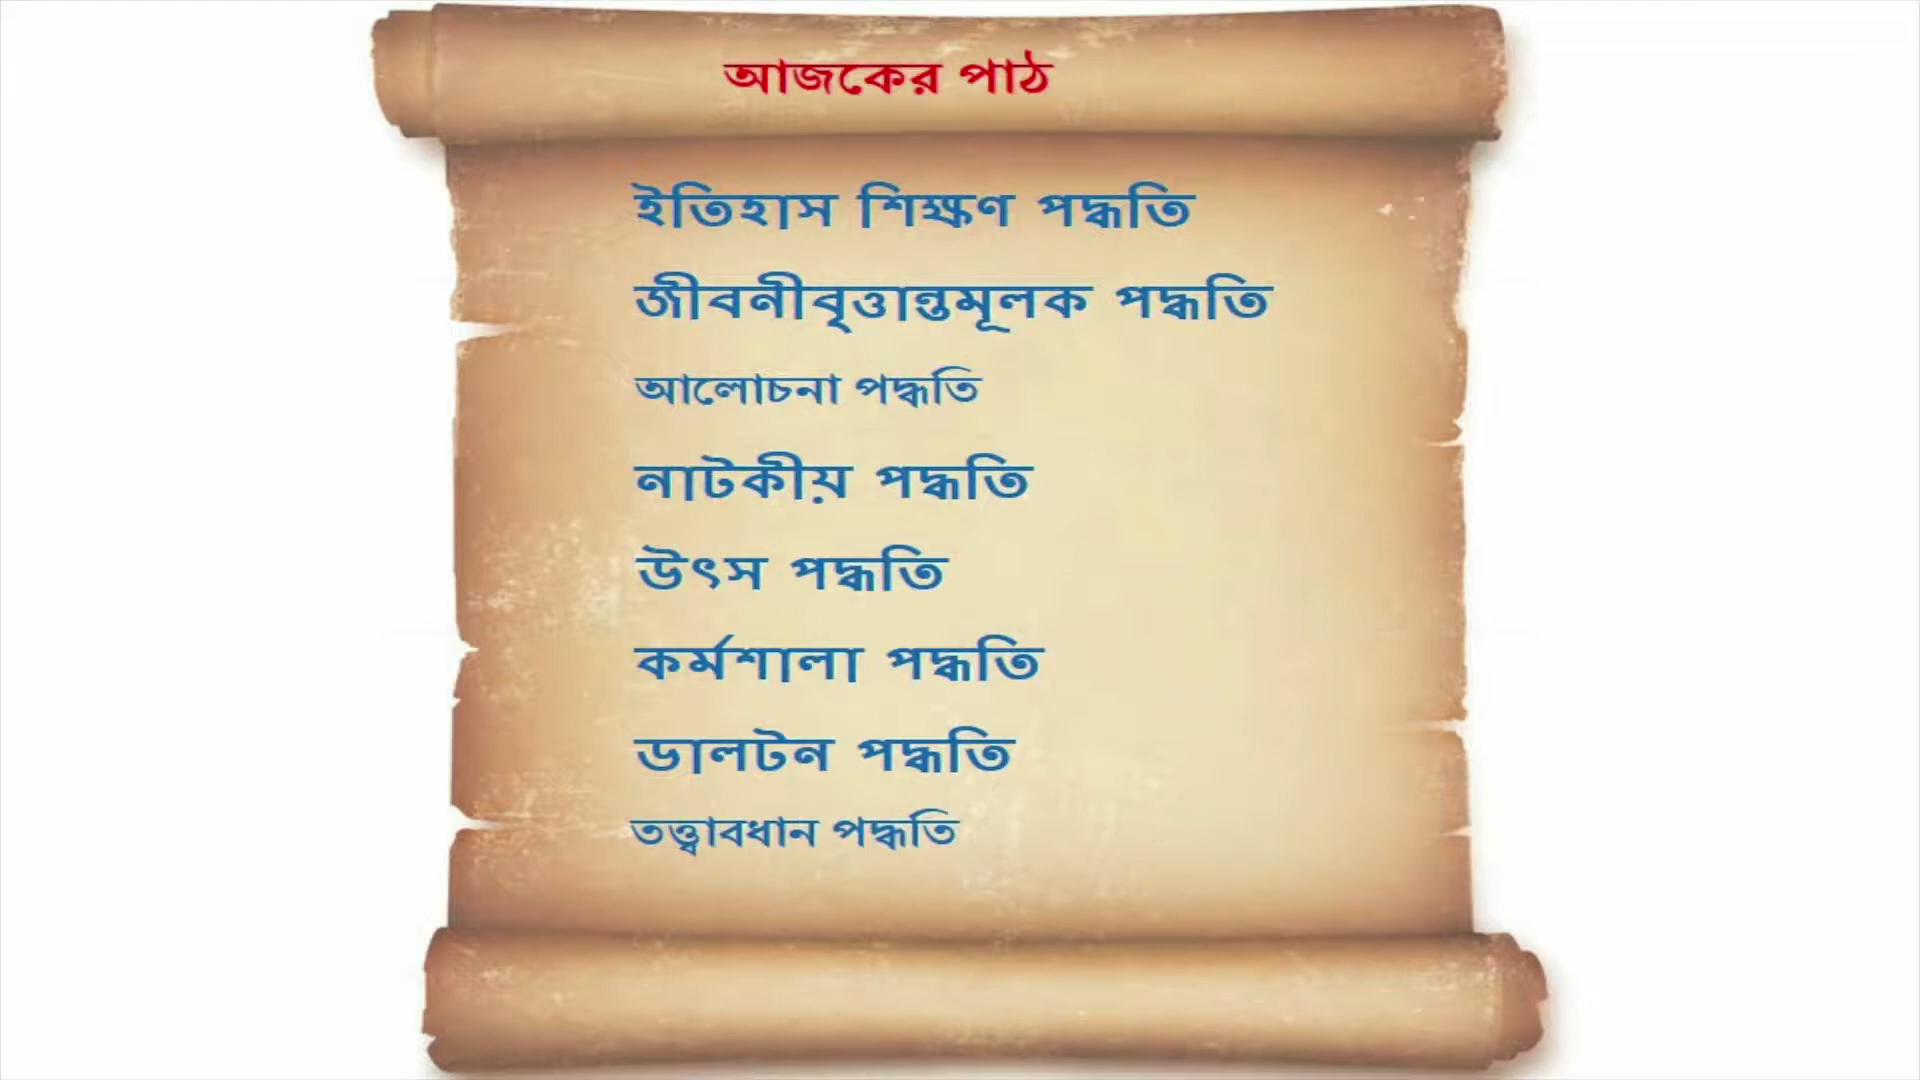 আজকের পাঠ
ইতিহাস শিক্ষণ পদ্ধতি
জীবনীবৃত্তান্তমূলক পদ্ধতি
আলোচনা পদ্ধতি
নাটকীয় পদ্ধতি
উৎস পদ্ধতি
কর্মশালা পদ্ধতি
ডালটন পদ্ধতি
তত্ত্বাবধান পদ্ধতি